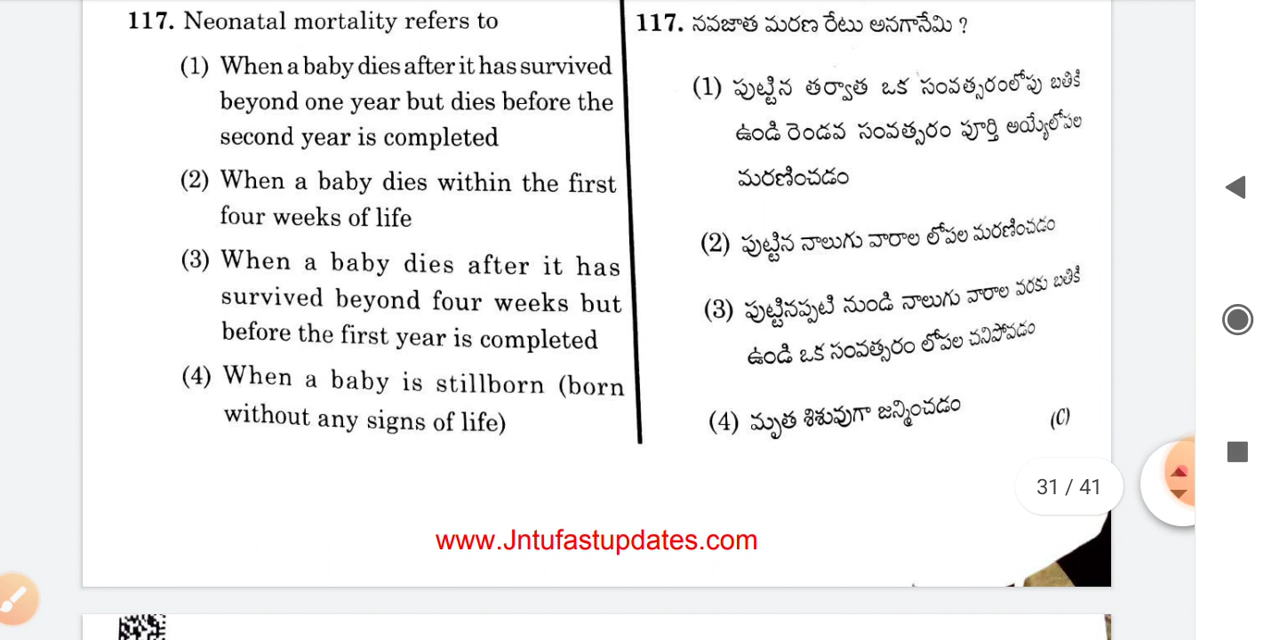 117. Neonatal mortality refers to
(1) When a baby dies after it has survived
beyond one year but dies before the
second year is completed
(2) When a baby dies within the first
four weeks of life
(3) When a baby dies after it has
survived beyond four weeks but
before the first year is completed
(4) When a baby is stillborn (born
without any signs of life)
117. నవజాత మరణ రేటు అనగానేమి ?
(1) పుట్టిన తర్వాత ఒక సంవత్సరంలోపు బతికి
ఉండి రెండవ సంవత్సరం పూర్తి అయ్యేలోపల
మరణించడం
(2) పుట్టిన నాలుగు వారాల లోపల మరణించడం
(3) పుట్టినప్పటి నుండి నాలుగు వారాల వరకు బతికి
ఉండి ఒక సంవత్సరం లోపల చనిపోవడం
(4) మృత శిశువుగా జన్మించడం
(C)
31 / 41
www.Jntufastupdates.com